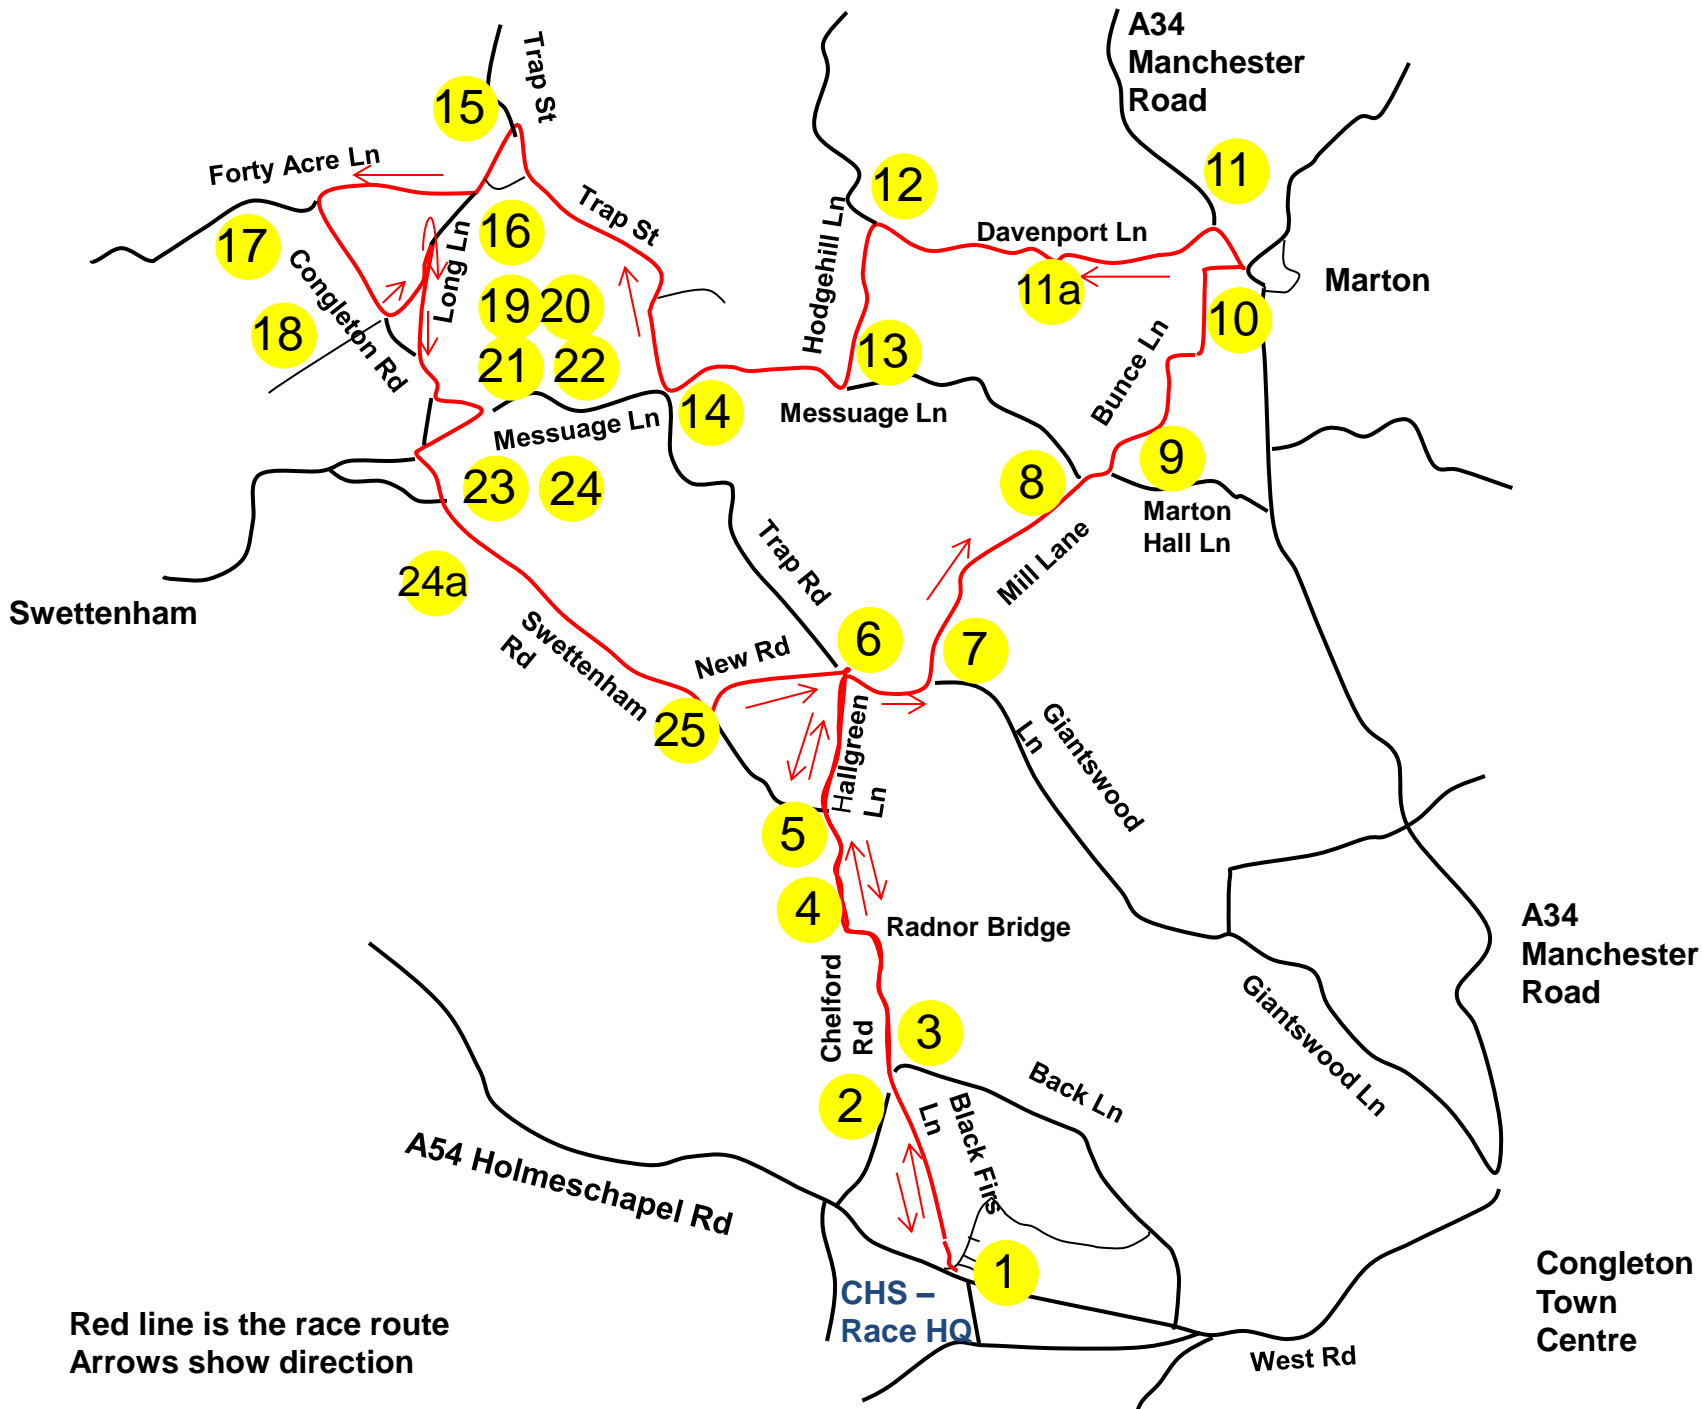 A34
Manchester
Road
Trap St
15
Forty Acre Ln
11
12
Trap St
Hodgehill Ln
Davenport Ln
16
17
Congleton Rd
Long Ln
Marton
11a
19
20
10
18
13
Bunce Ln
21
22
14
Messuage Ln
Messuage Ln
9
8
23
24
Marton
Hall Ln
Trap Rd
Mill Lane
24a
Swettenham
Swettenham
Rd
New Rd
6
7
25
Hallgreen
Ln
Giantswood
Ln
5
4
Radnor Bridge
A34
Manchester
Road
Chelford
Rd
3
Giantswood Ln
2
Back Ln
Black Firs
Ln
A54 Holmeschapel Rd
1
CHS –
Race HQ
Congleton
Town
Centre
West Rd
Red line is the race route
Arrows show direction